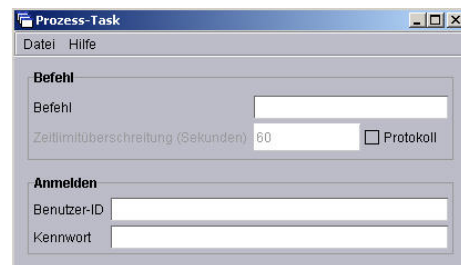 Prozess-Task
Datei Hilfe
Befehl
Befehl
Zeitlimitüberschreitung (Sekunden) 60 Protokoll
Anmelden
Benutzer-ID
Kennwort